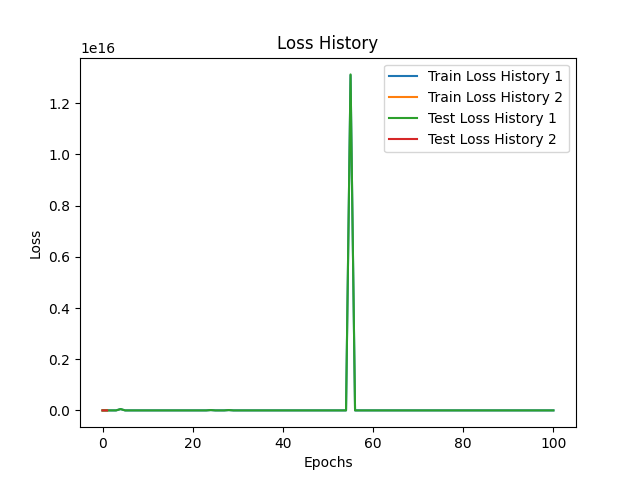 Loss History
1e16
Train Loss History 1
Train Loss History 2
Test Loss History 1
Test Loss History 2
1.2
1.0
0.8
0.6
0.4
0.2
0.0
Loss
0 20 40 60 80 100
Epochs